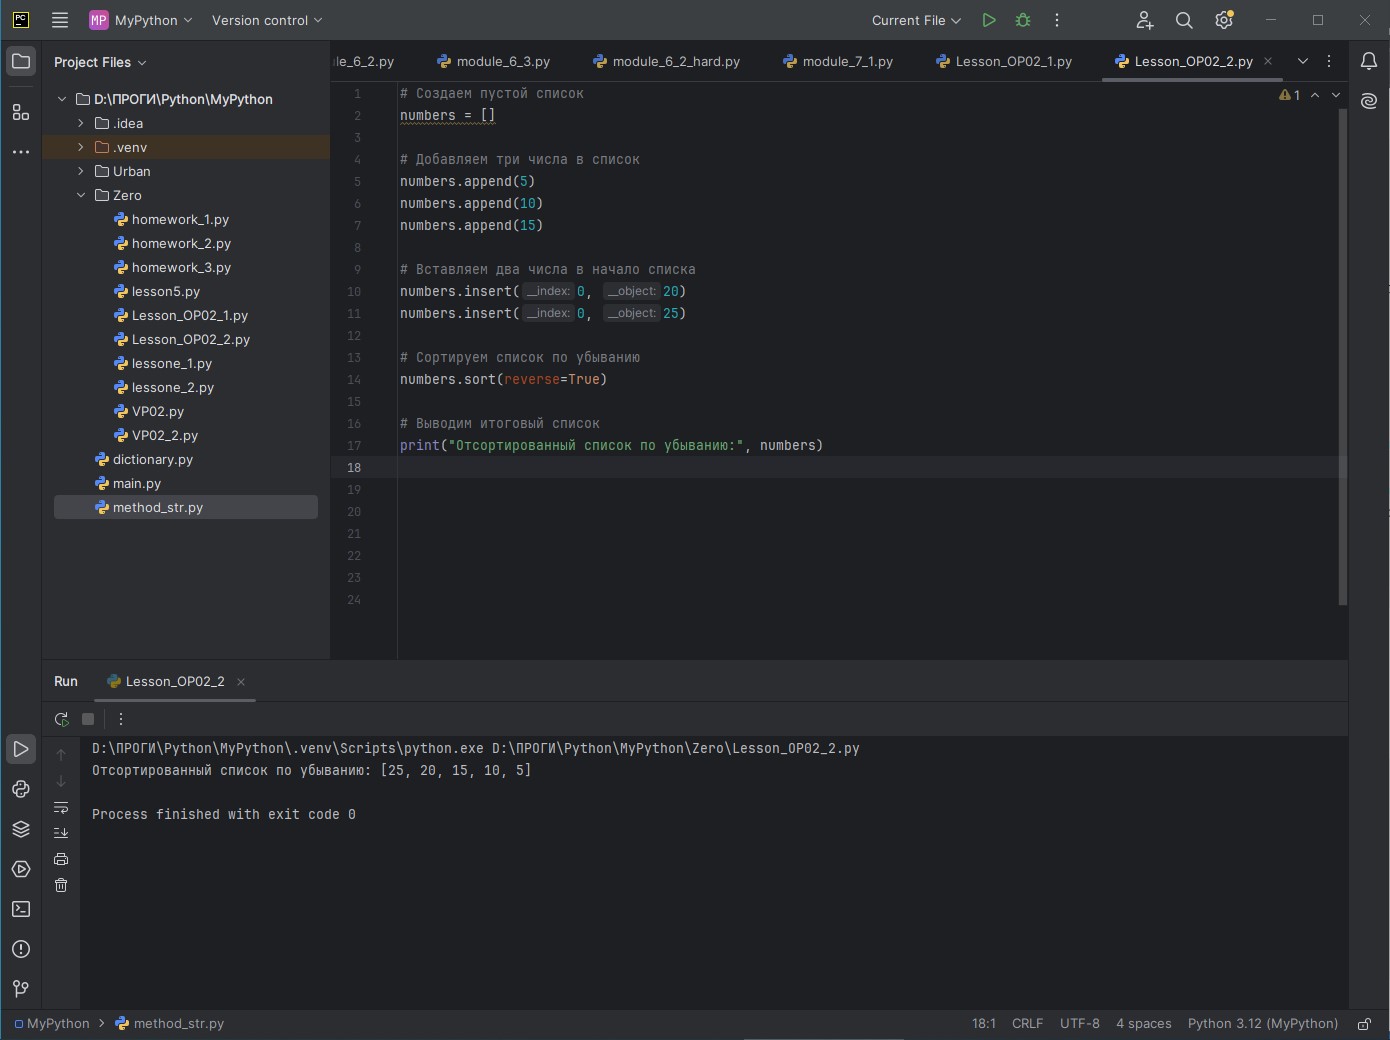 PC
MP MyPython Version control Current File
Project Files
le_6_2.py module_6_3.py module_6_2_hard.py module_7_1.py Lesson_OP02_1.py Lesson_OP02_2.py
D:\ПРОГИ\Python\MyPython
.idea
.venv
Urban
Zero
homework_1.py
homework_2.py
homework_3.py
lesson5.py
Lesson_OP02_1.py
Lesson_OP02_2.py
lessone_1.py
lessone_2.py
VP02.py
VP02_2.py
dictionary.py
main.py
method_str.py
1
1 # Создаем пустой список
2 numbers = []
3
4 # Добавляем три числа в список
5 numbers.append(5)
6 numbers.append(10)
7 numbers.append(15)
8
9 # Вставляем два числа в начало списка
10 numbers.insert( __index: 0, __object: 20)
11 numbers.insert( __index: 0, __object: 25)
12
13 # Сортируем список по убыванию
14 numbers.sort(reverse=True)
15
16 # Выводим итоговый список
17 print("Отсортированный список по убыванию:", numbers)
18
19
20
21
22
23
24
Run Lesson_OP02_2
D:\ПРОГИ\Python\MyPython\.venv\Scripts\python.exe D:\ПРОГИ\Python\MyPython\Zero\Lesson_OP02_2.py
Отсортированный список по убыванию: [25, 20, 15, 10, 5]
Process finished with exit code 0
MyPython > method_str.py 18:1 CRLF UTF-8 4 spaces Python 3.12 (MyPython)